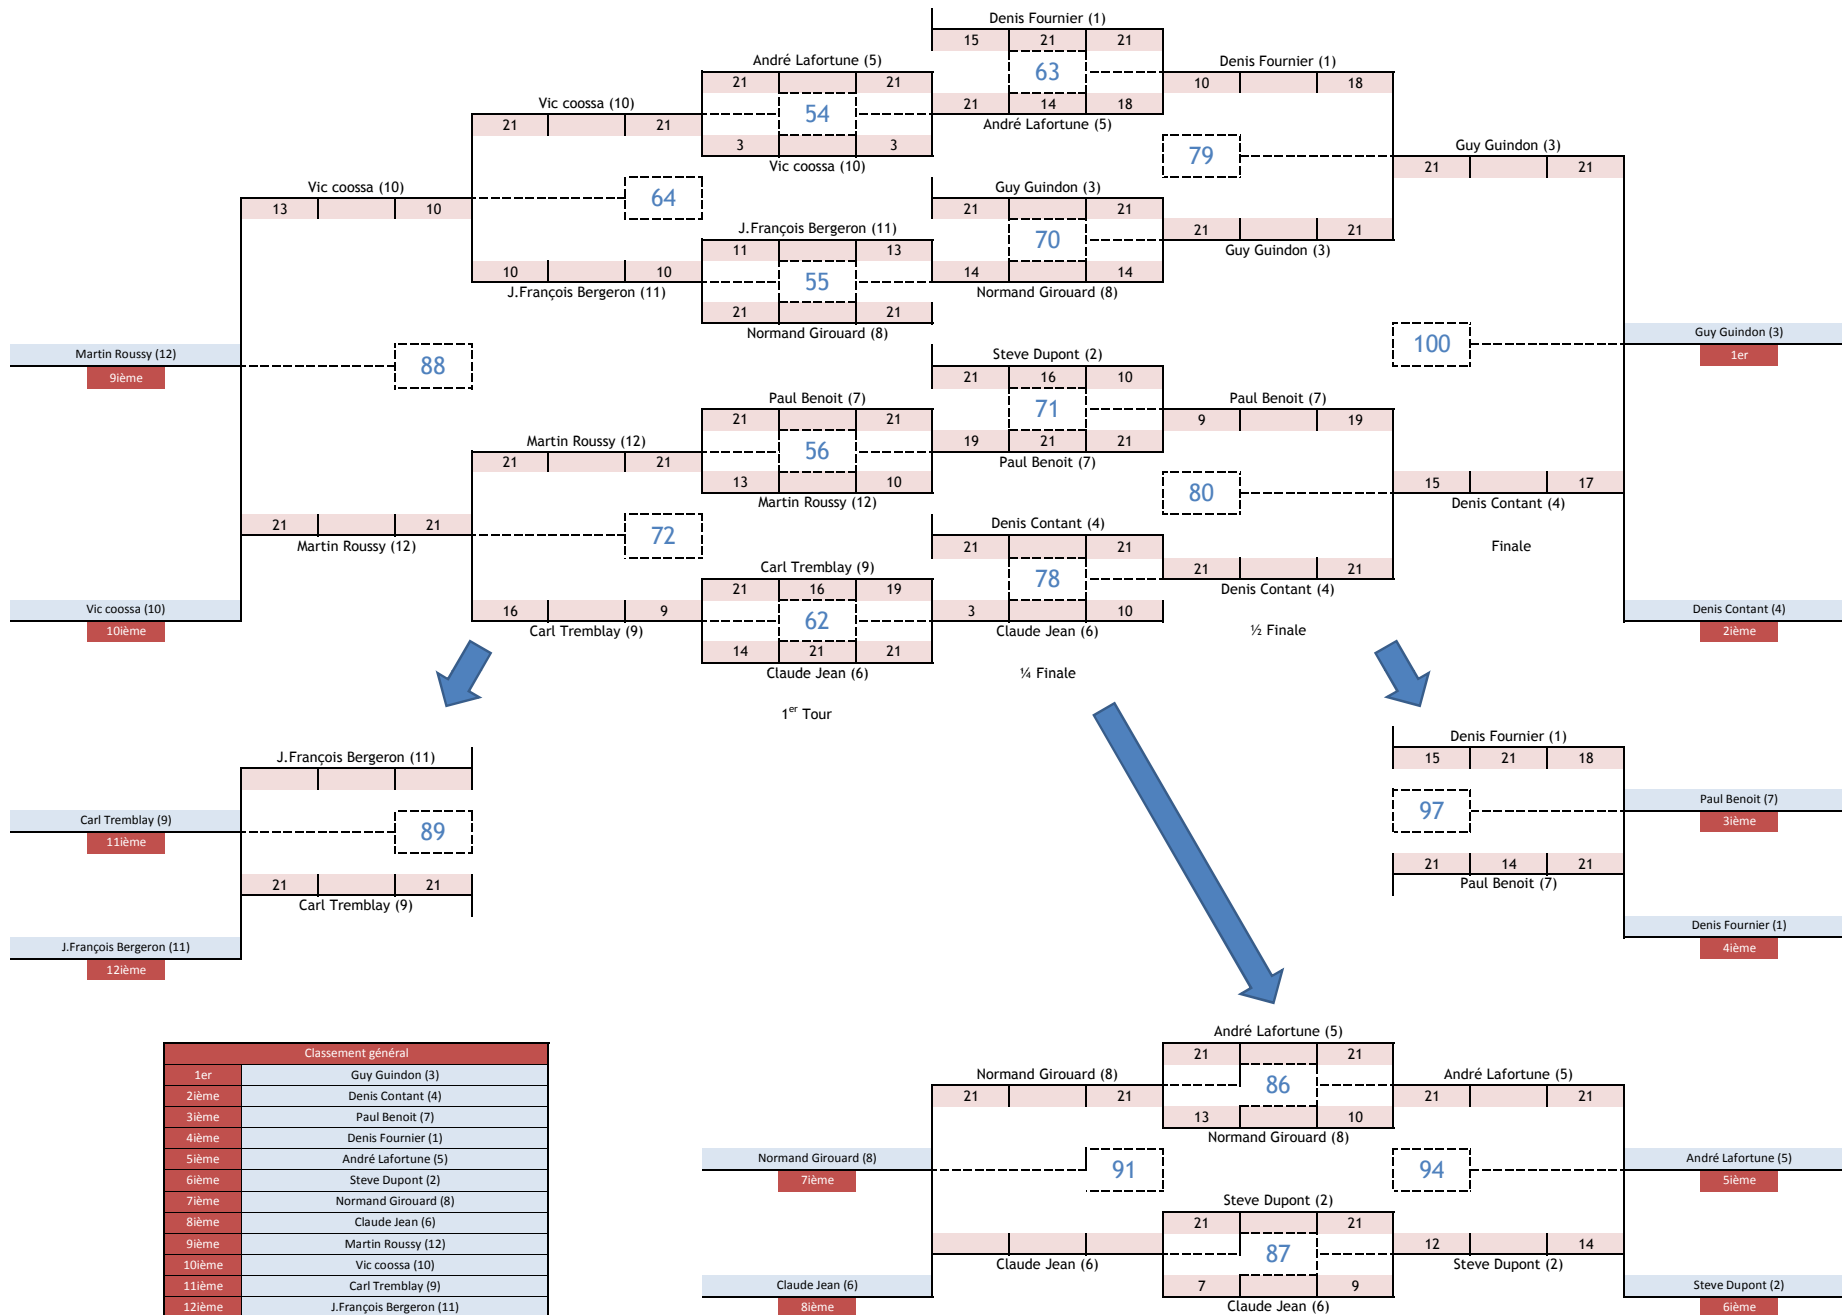 Denis Fournier (1)
15 21 21
63
21 14 18
André Lafortune (5)
André Lafortune (5)
21 21
54
3 3
Vic coossa (10)
Denis Fournier (1)
10 18
Vic coossa (10)
21 21
79
Guy Guindon (3)
21 21
Vic coossa (10)
13 10
64
Guy Guindon (3)
21 21
70
14 14
Normand Girouard (8)
J.François Bergeron (11)
11 13
55
21 21
Normand Girouard (8)
21 21
Guy Guindon (3)
10 10
J.François Bergeron (11)
Martin Roussy (12)
9ième
88
100
Guy Guindon (3)
1er
Steve Dupont (2)
21 16 10
71
19 21 21
Paul Benoit (7)
Paul Benoit (7)
21 21
56
13 10
Martin Roussy (12)
Paul Benoit (7)
9 19
Martin Roussy (12)
21 21
80
15 17
Denis Contant (4)
Finale
21 21
Martin Roussy (12)
72
Denis Contant (4)
21 21
78
3 10
Claude Jean (6)
Carl Tremblay (9)
21 16 19
62
14 21 21
Claude Jean (6)
21 21
Denis Contant (4)
16 9
Carl Tremblay (9)
Vic coossa (10)
10ième
Denis Contant (4)
2ième
½ Finale
¼ Finale
1er Tour
J.François Bergeron (11)
Carl Tremblay (9)
11ième
89
21 21
Carl Tremblay (9)
J.François Bergeron (11)
12ième
Denis Fournier (1)
15 21 18
97
Paul Benoit (7)
3ième
21 14 21
Paul Benoit (7)
Denis Fournier (1)
4ième
Classement général
1er Guy Guindon (3)
2ième Denis Contant (4)
3ième Paul Benoit (7)
4ième Denis Fournier (1)
5ième André Lafortune (5)
6ième Steve Dupont (2)
7ième Normand Girouard (8)
8ième Claude Jean (6)
9ième Martin Roussy (12)
10ième Vic coossa (10)
11ième Carl Tremblay (9)
12ième J.François Bergeron (11)
André Lafortune (5)
21 21
86
13 10
Normand Girouard (8)
Normand Girouard (8)
21 21
André Lafortune (5)
21 21
Normand Girouard (8)
7ième
91
94
André Lafortune (5)
5ième
Steve Dupont (2)
21 21
87
7 9
Claude Jean (6)
Claude Jean (6)
12 14
Steve Dupont (2)
Claude Jean (6)
8ième
Steve Dupont (2)
6ième